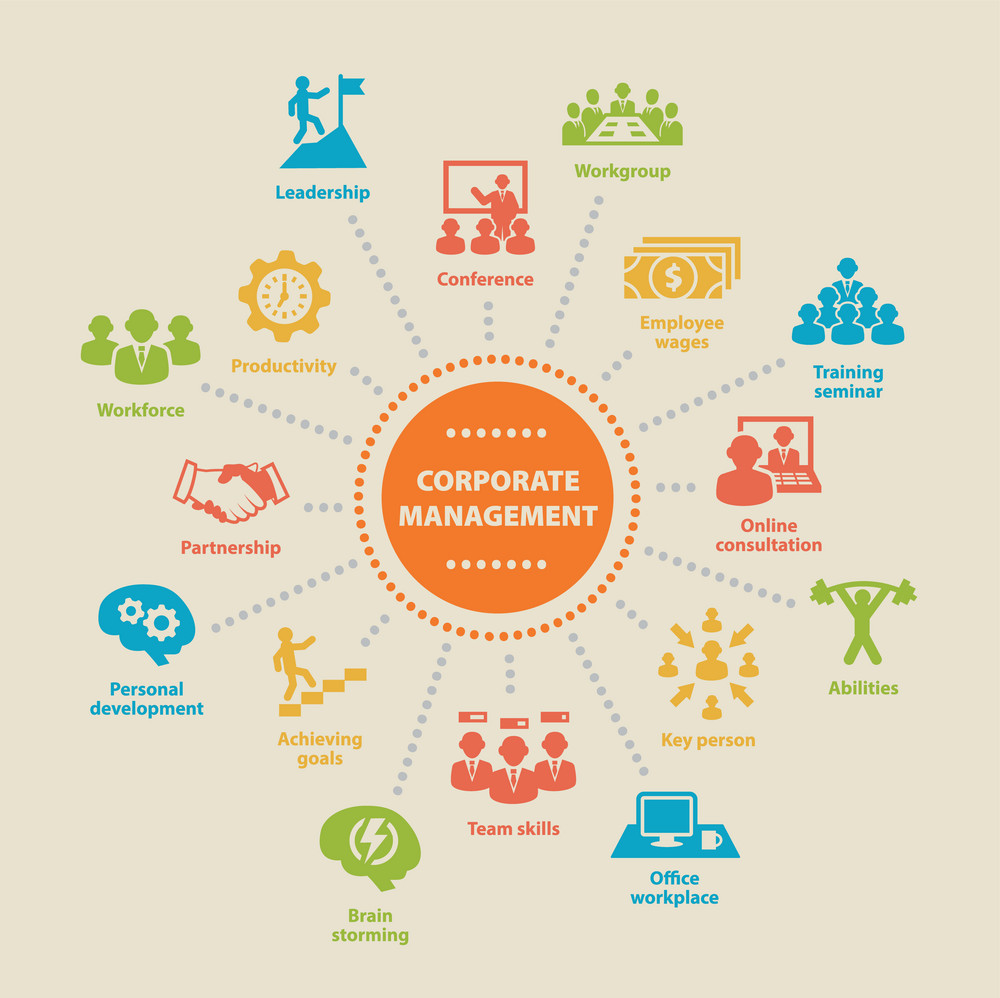 Leadership
Workgroup
Conference
Employee
wages
Productivity
Training
seminar
Workforce
CORPORATE
MANAGEMENT
Partnership
Online
consultation
Personal
development
Abilities
Achieving
goals
Key person
Team skills
Office
workplace
Brain
storming
$